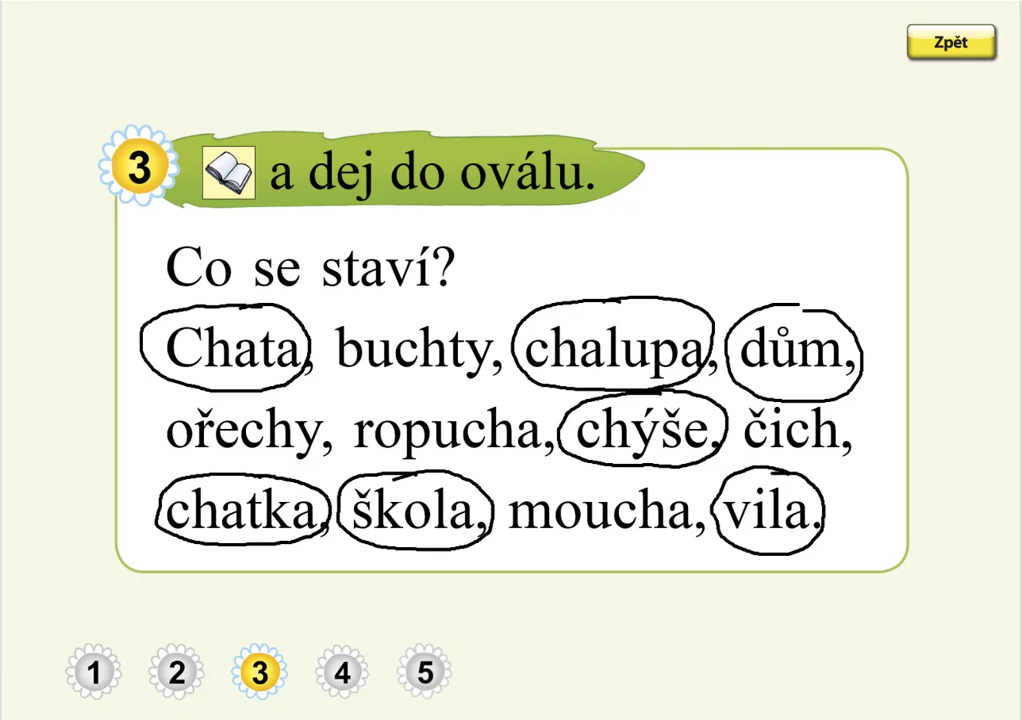 Zpět
3 a dej do oválu.
Co se staví?
Chata, buchty, chalupa, dům,
ořechy, ropucha, chýše, čich,
chatka, škola, moucha, vila.
1 2 3 4 5